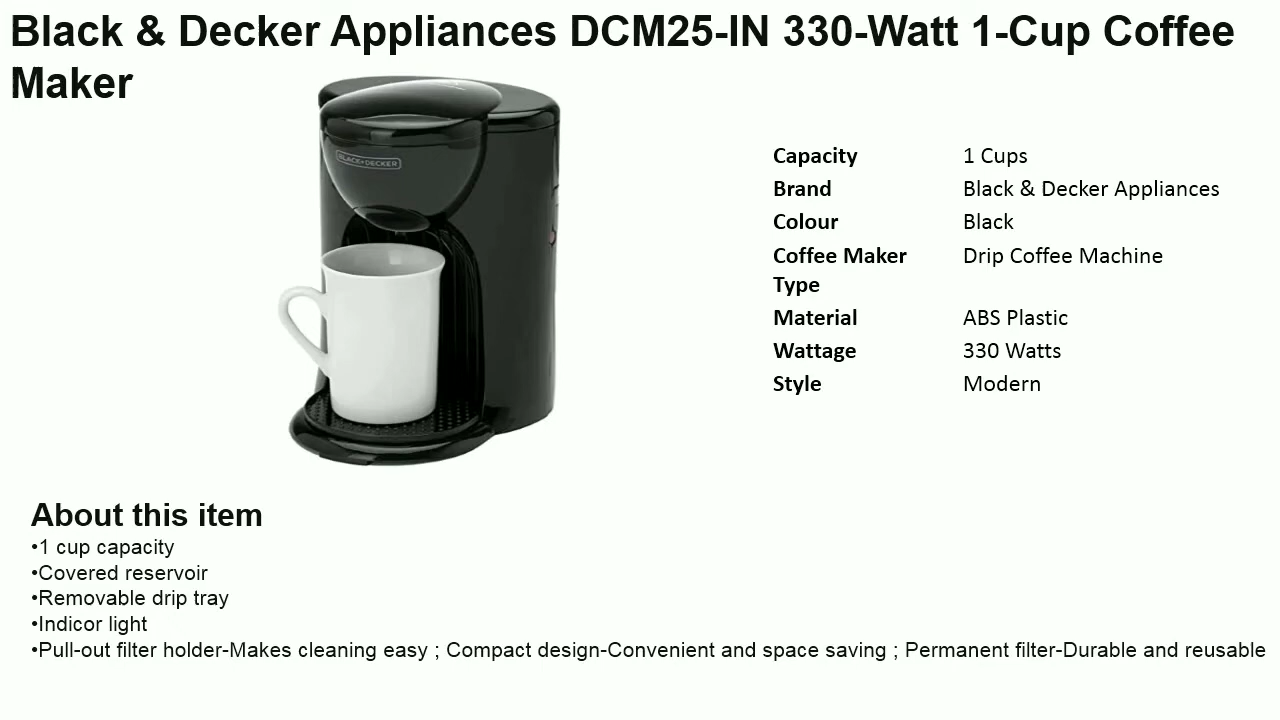 Black & Decker Appliances DCM25-IN 330-Watt 1-Cup Coffee
Maker
BLACK+DECKER
Capacity 1 Cups
Brand Black & Decker Appliances
Colour Black
Coffee Maker Drip Coffee Machine
Type
Material ABS Plastic
Wattage 330 Watts
Style Modern
About this item
•1 cup capacity
•Covered reservoir
•Removable drip tray
•Indicor light
•Pull-out filter holder-Makes cleaning easy ; Compact design-Convenient and space saving ; Permanent filter-Durable and reusable